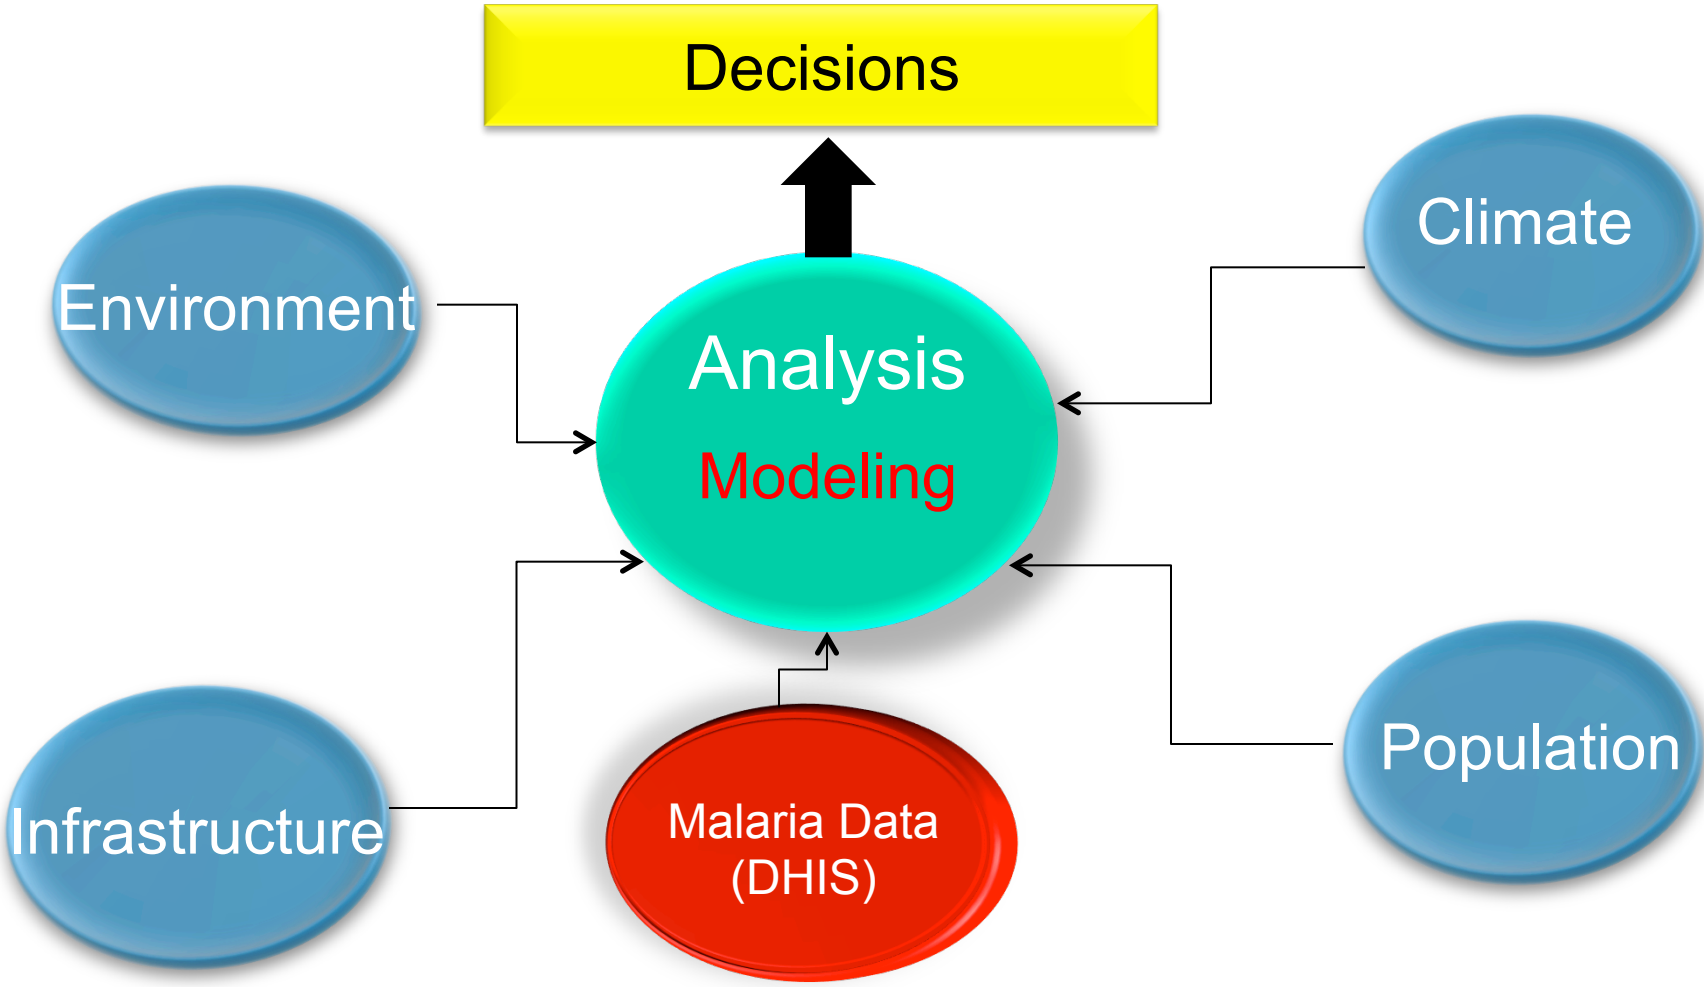 Decisions
Climate
Environment
Analysis
Modeling
Population
Infrastructure
Malaria Data
(DHIS)